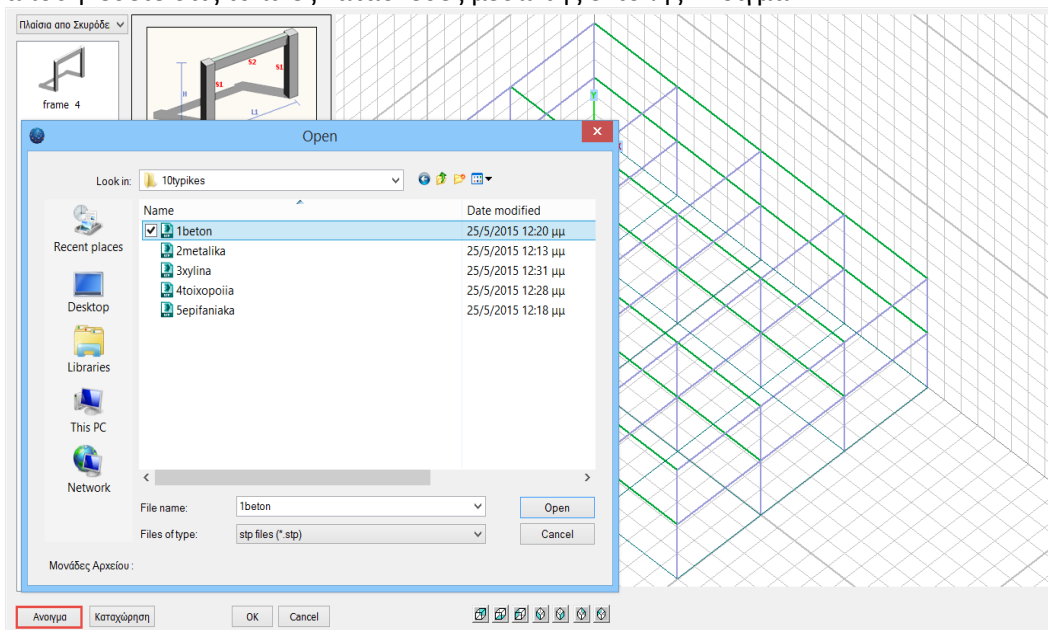 Πλαίσια απο Σκυρόδε
frame 4
S2
S1
S1
H
L1
Y
Open
Look in:
10typikes
Name
Date modified
Recent places
1beton
25/5/2015 12:20 μμ
2metalika
25/5/2015 12:13 μμ
3xylina
25/5/2015 12:31 μμ
4toixopoiia
25/5/2015 12:28 μμ
5epifaniaka
25/5/2015 12:18 μμ
Desktop
Libraries
This PC
Network
File name:
1beton
Open
Files of type:
stp files (*.stp)
Cancel
Μονάδες Αρχείου :
Ανοιγμα
Καταχώρηση
OK
Cancel